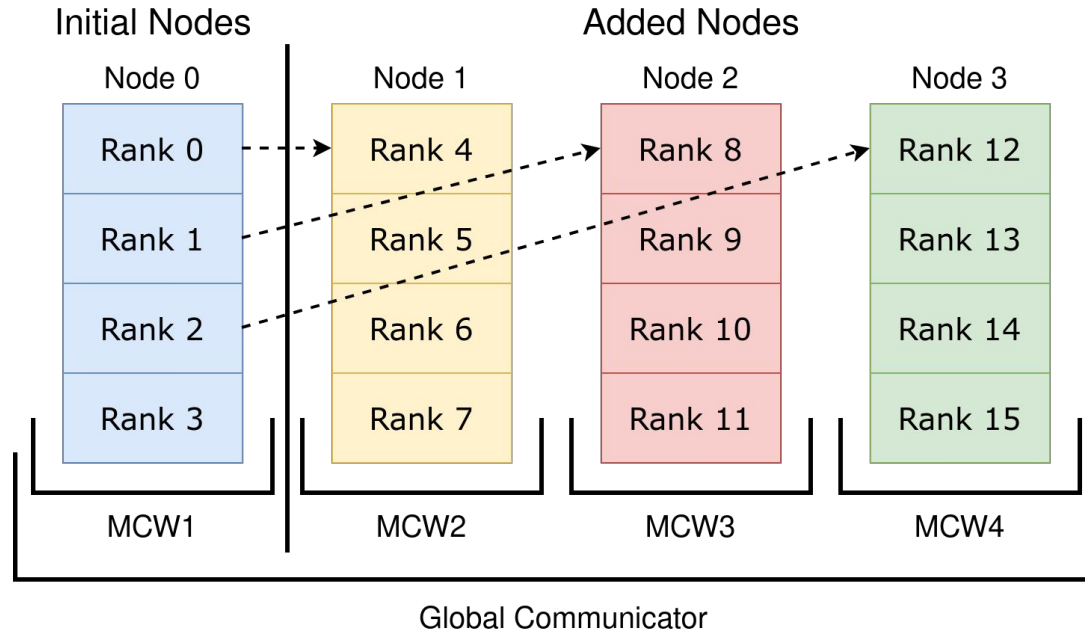 Initial Nodes
Added Nodes
Node 0
Node 1
Node 2
Node 3
Rank 0
Rank 4
Rank 8
Rank 12
Rank 1
Rank 5
Rank 9
Rank 13
Rank 2
Rank 6
Rank 10
Rank 14
Rank 3
Rank 7
Rank 11
Rank 15
MCW1
MCW2
MCW3
MCW4
Global Communicator